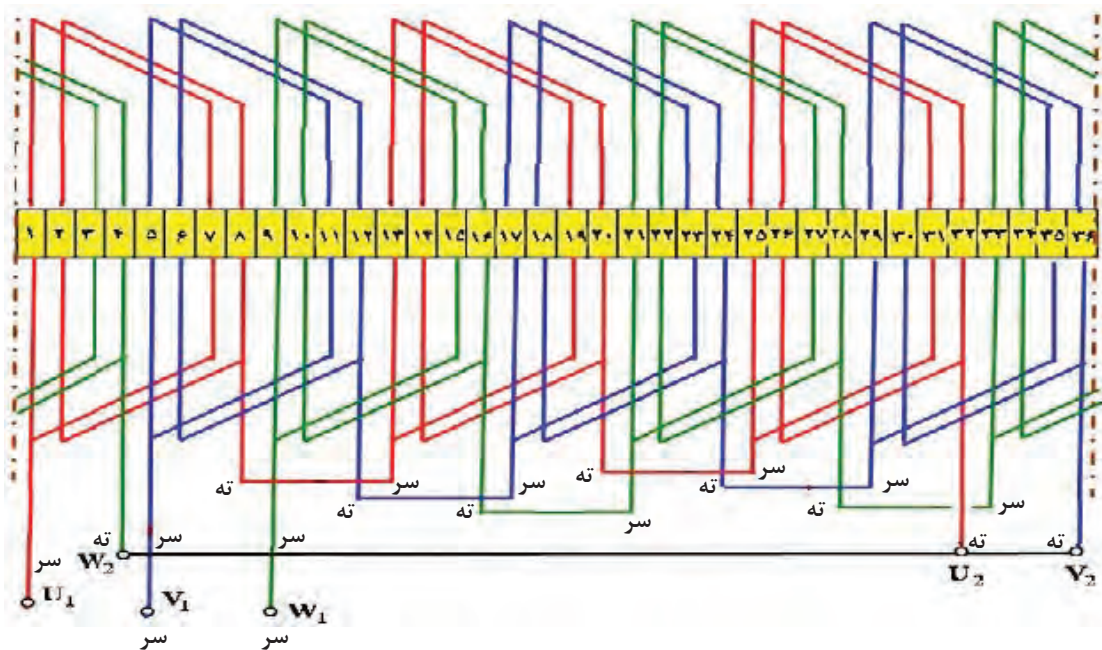 ۱ ۲ ۳ ۴ ۵ ۶ ۷ ۸ ۹ ۱۰ ۱۱ ۱۲ ۱۳ ۱۴ ۱۵ ۱۶ ۱۷ ۱۸ ۱۹ ۲۰ ۲۱ ۲۲ ۲۳ ۲۴ ۲۵ ۲۶ ۲۷ ۲۸ ۲۹ ۳۰ ۳۱ ۳۲ ۳۳ ۳۴ ۳۵ ۳۶
ته سر ته سر
ته سر ته سر ته سر ته سر
سر ته سر سر ته ته
W₂ U₂ V₂
U₁ V₁ W₁
سر سر